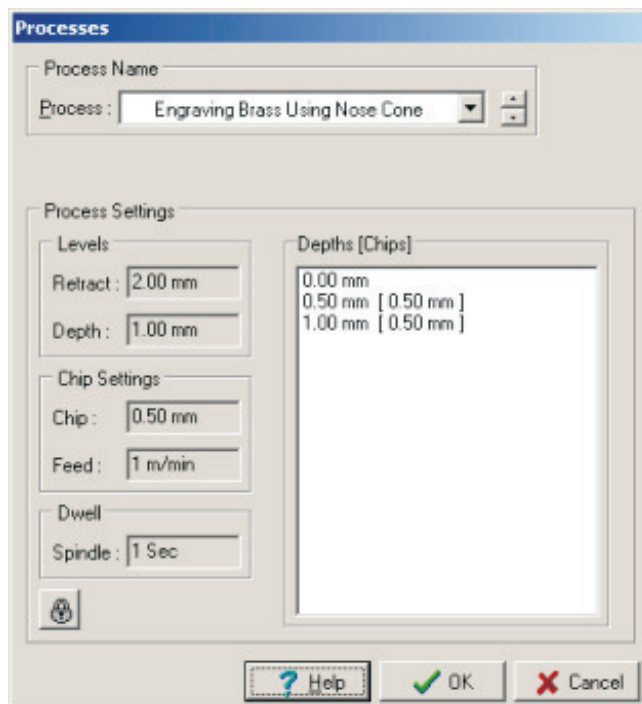 Processes
Process Name
Process : Engraving Brass Using Nose Cone
Process Settings
Levels
Retract : 2.00 mm
Depth : 1.00 mm
Chip Settings
Chip : 0.50 mm
Feed : 1 m/min
Dwell
Spindle : 1 Sec
Depths [Chips]
0.00 mm
0.50 mm [ 0.50 mm ]
1.00 mm [ 0.50 mm ]
? Help
OK
Cancel